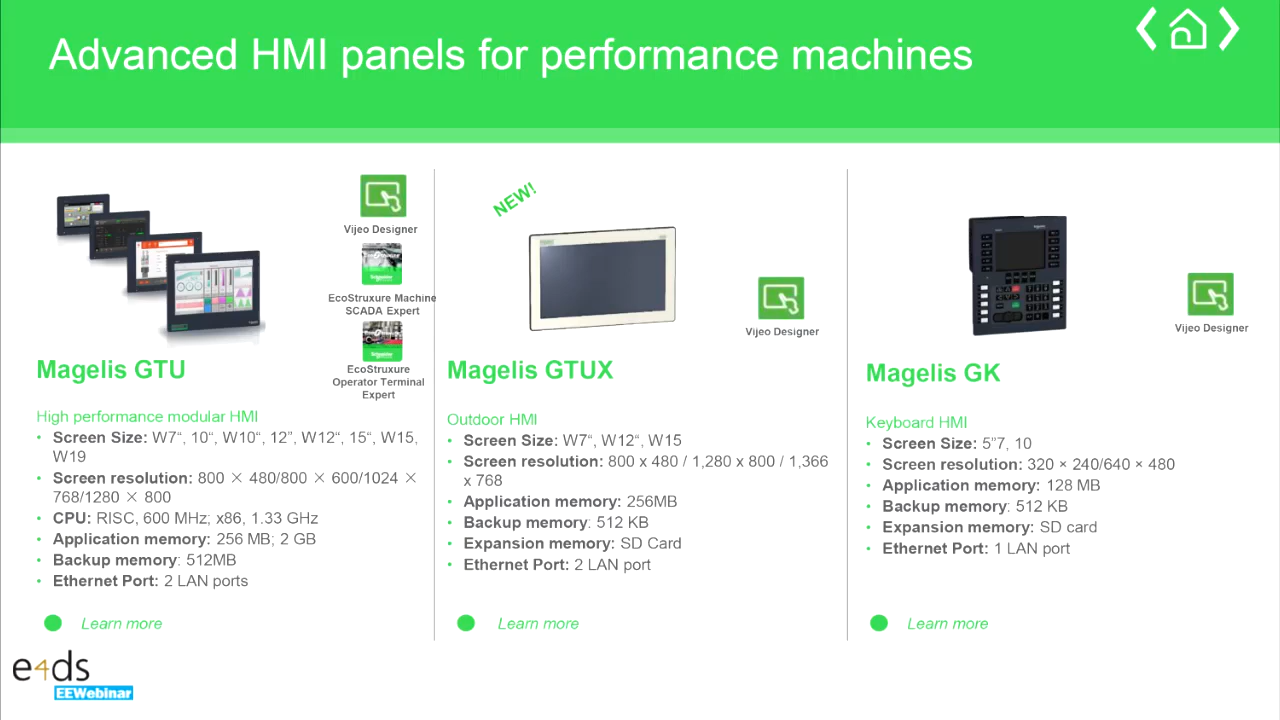 Advanced HMI panels for performance machines
Vijeo Designer
EcoStruxure Machine
SCADA Expert
EcoStruxure
Operator Terminal
Expert
Magelis GTU
High performance modular HMI
• Screen Size: W7“, 10“, W10“, 12”, W12“, 15“, W15,
W19
• Screen resolution: 800 × 480/800 × 600/1024 ×
768/1280 × 800
• CPU: RISC, 600 MHz; x86, 1.33 GHz
• Application memory: 256 MB; 2 GB
• Backup memory: 512MB
• Ethernet Port: 2 LAN ports
Learn more
NEW!
Vijeo Designer
Magelis GTUX
Outdoor HMI
• Screen Size: W7“, W12“, W15
• Screen resolution: 800 x 480 / 1,280 x 800 / 1,366
x 768
• Application memory: 256MB
• Backup memory: 512 KB
• Expansion memory: SD Card
• Ethernet Port: 2 LAN port
Learn more
Vijeo Designer
Magelis GK
Keyboard HMI
• Screen Size: 5”7, 10
• Screen resolution: 320 × 240/640 × 480
• Application memory: 128 MB
• Backup memory: 512 KB
• Expansion memory: SD card
• Ethernet Port: 1 LAN port
Learn more
e4ds
EEWebinar